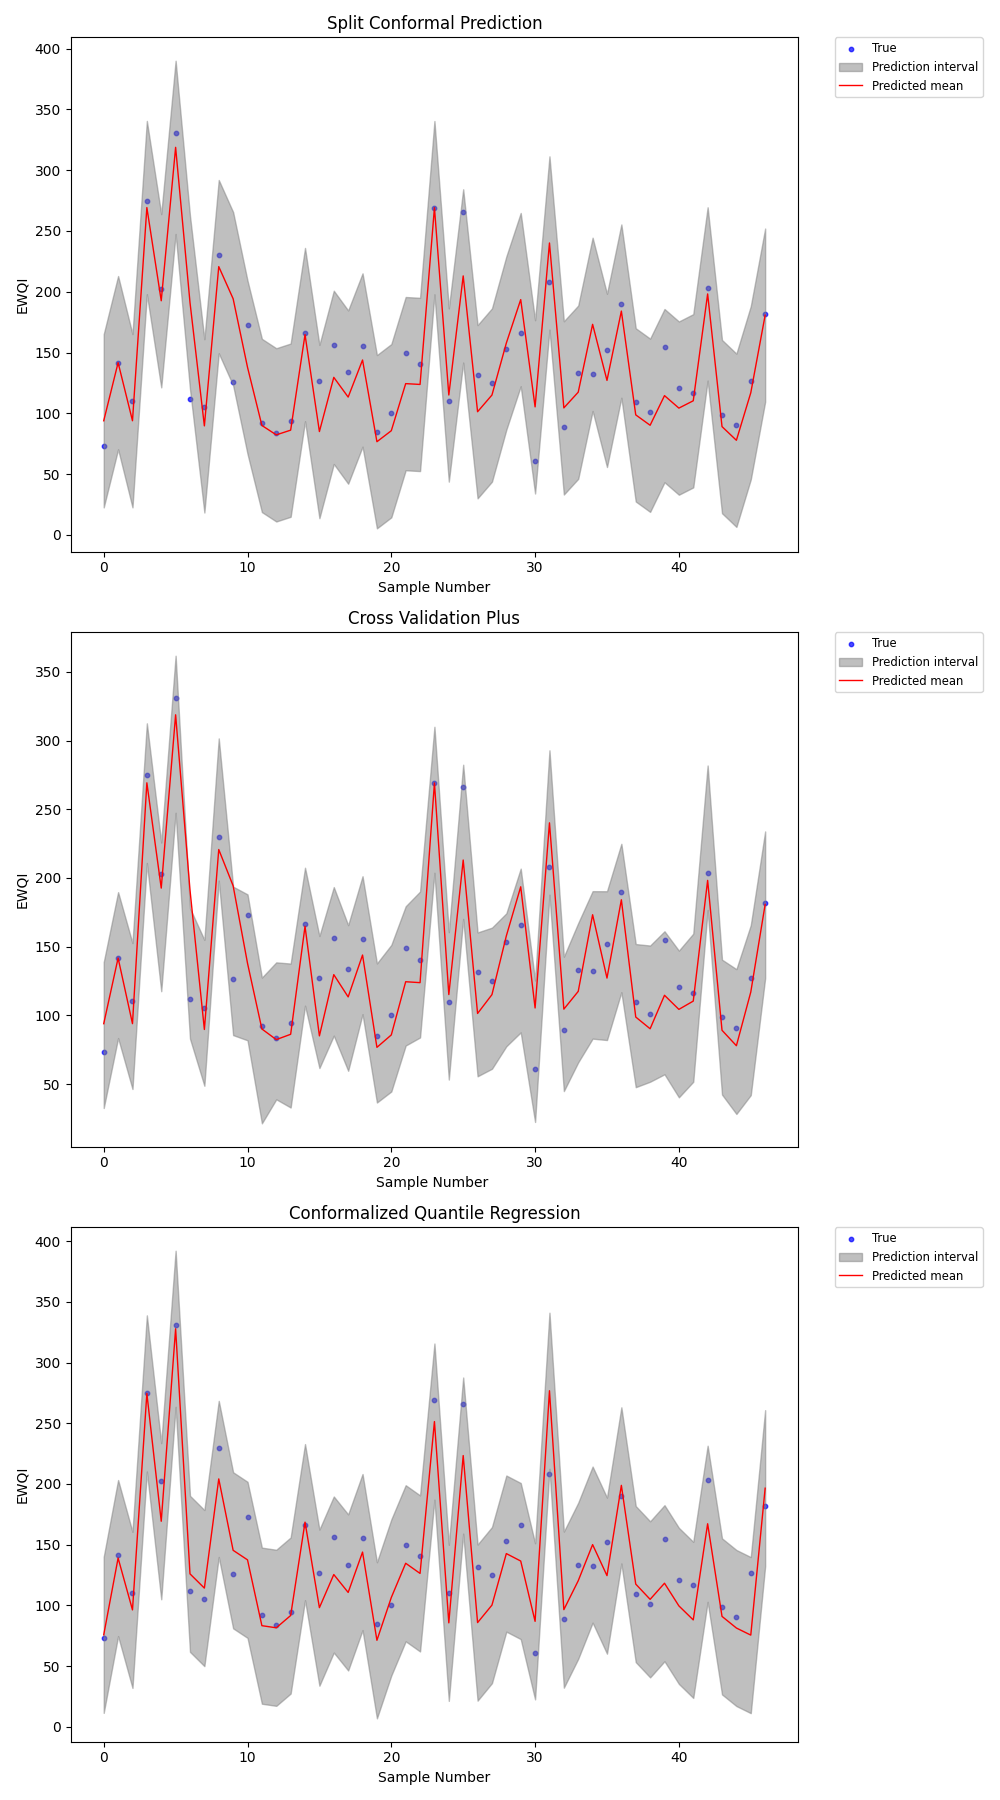 Split Conformal Prediction
400
350
300
250
200
150
100
50
0
EWQI
0 10 20 30 40
Sample Number
True
Prediction interval
Predicted mean
Cross Validation Plus
350
300
250
200
150
100
50
EWQI
0 10 20 30 40
Sample Number
True
Prediction interval
Predicted mean
Conformalized Quantile Regression
400
350
300
250
200
150
100
50
0
EWQI
0 10 20 30 40
Sample Number
True
Prediction interval
Predicted mean